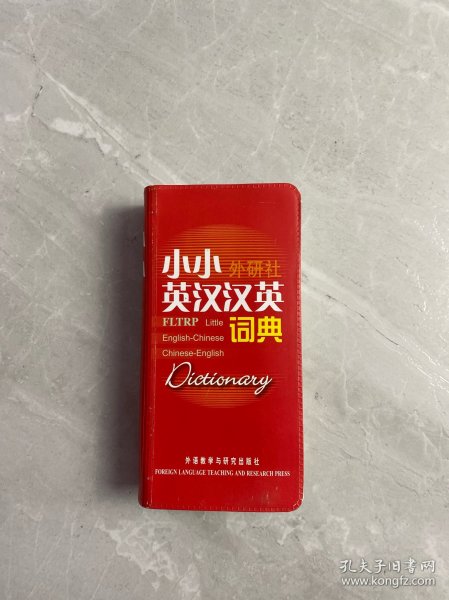 小小 外研社
英汉汉英
FLTRP Little 词典
English-Chinese
Chinese-English
Dictionary
外语教学与研究出版社
FOREIGN LANGUAGE TEACHING AND RESEARCH PRESS
孔夫子旧书网
www.kongfz.com